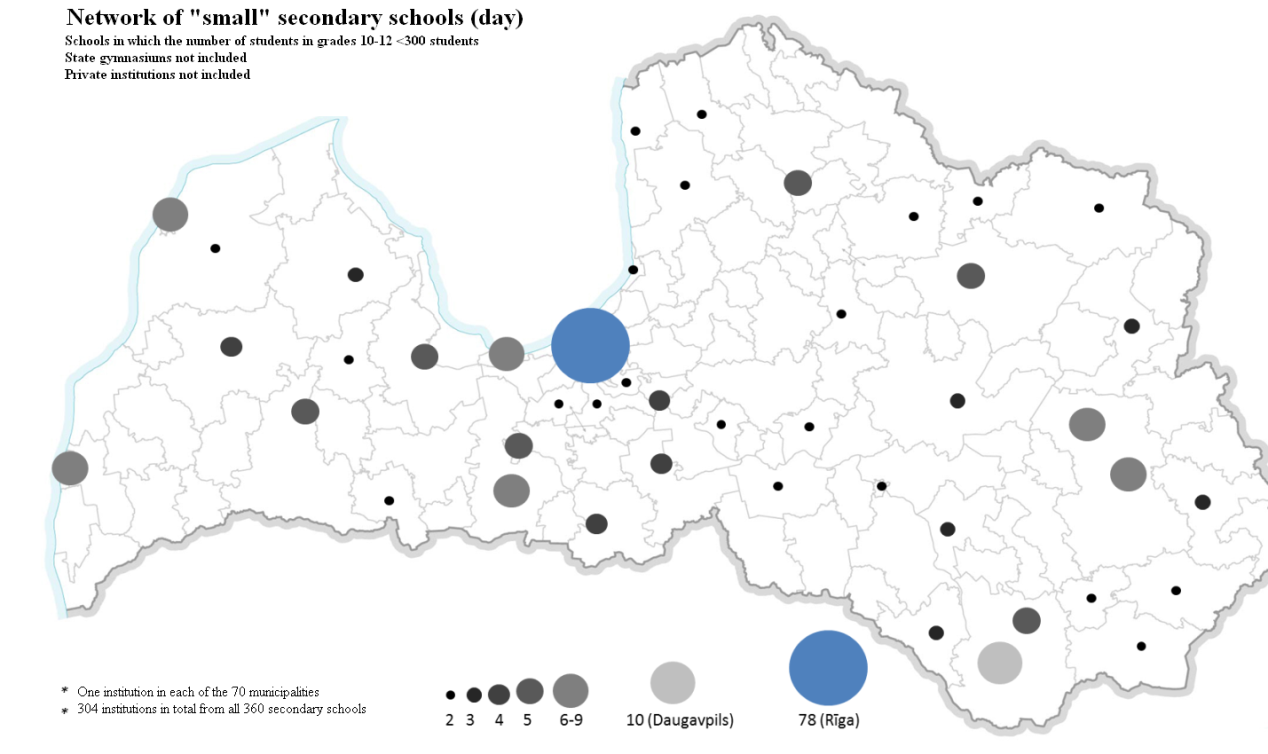 Network of "small" secondary schools (day)
Schools in which the number of students in grades 10-12 <300 students
State gymnasiums not included
Private institutions not included
* One institution in each of the 70 municipalities
* 304 institutions in total from all 360 secondary schools
2 3 4 5 6-9 10 (Daugavpils) 78 (Rīga)